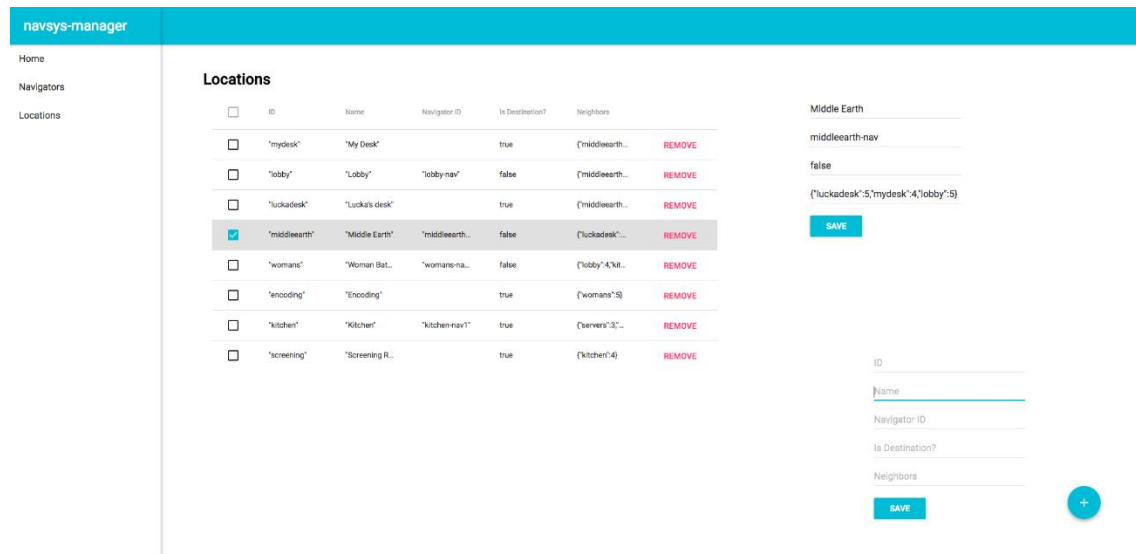 navsys-manager
Home
Navigators
Locations
Locations
ID Name Navigator ID Is Destination? Neighbors
"mydesk" "My Desk" true {"middleearth... REMOVE
"lobby" "Lobby" "lobby-nav" false {"middleearth... REMOVE
"luckadesk" "Lucka's desk" true {"middleearth... REMOVE
"middleearth" "Middle Earth" "middleearth... false {"luckadesk":... REMOVE
"womans" "Woman Bat... "womans-na... false {"lobby":4,"kit... REMOVE
"encoding" "Encoding" true {"womans":5} REMOVE
"kitchen" "Kitchen" "kitchen-nav1" true {"servers":3,"... REMOVE
"screening" "Screening R... true {"kitchen":4} REMOVE
Middle Earth
middleearth-nav
false
{"luckadesk":5,"mydesk":4,"lobby":5}
SAVE
ID
Name
Navigator ID
Is Destination?
Neighbors
SAVE
+